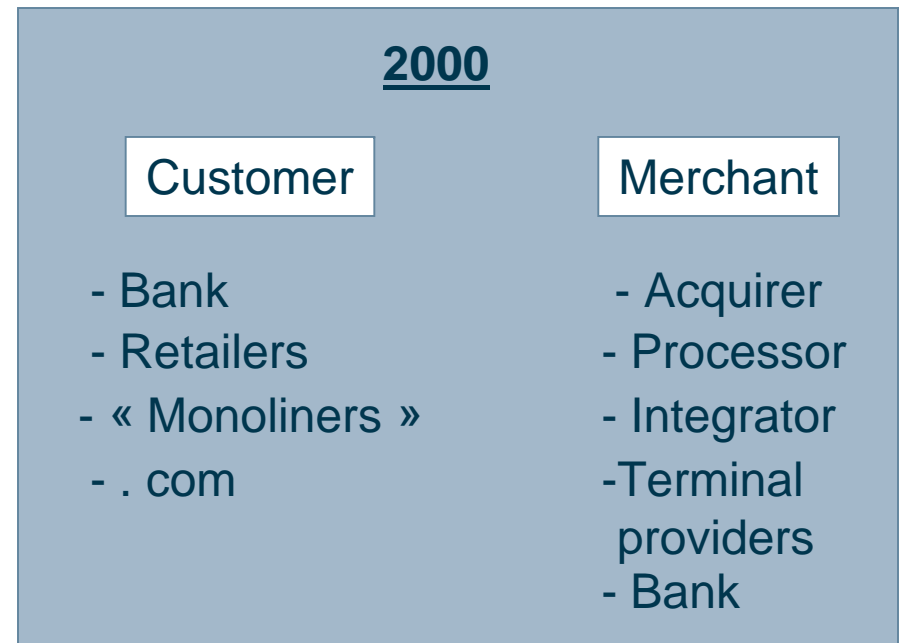 2000
Customer
- Bank
- Retailers
- « Monoliners »
- . com
Merchant
- Acquirer
- Processor
- Integrator
-Terminal
providers
- Bank